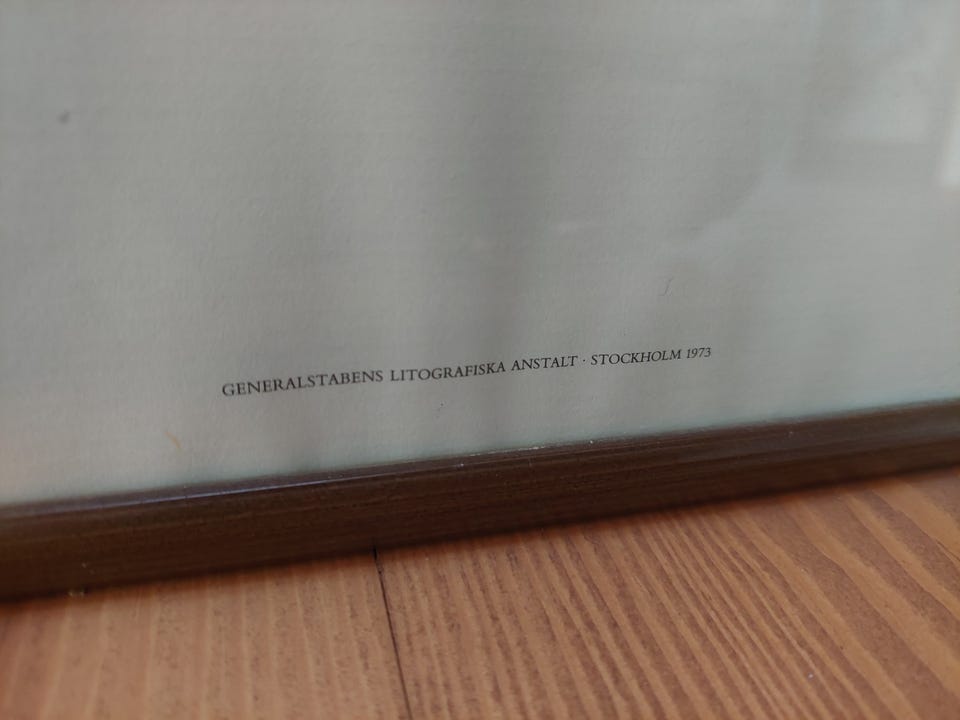 GENERALSTABENS LITOGRAFISKA ANSTALT · STOCKHOLM 1973